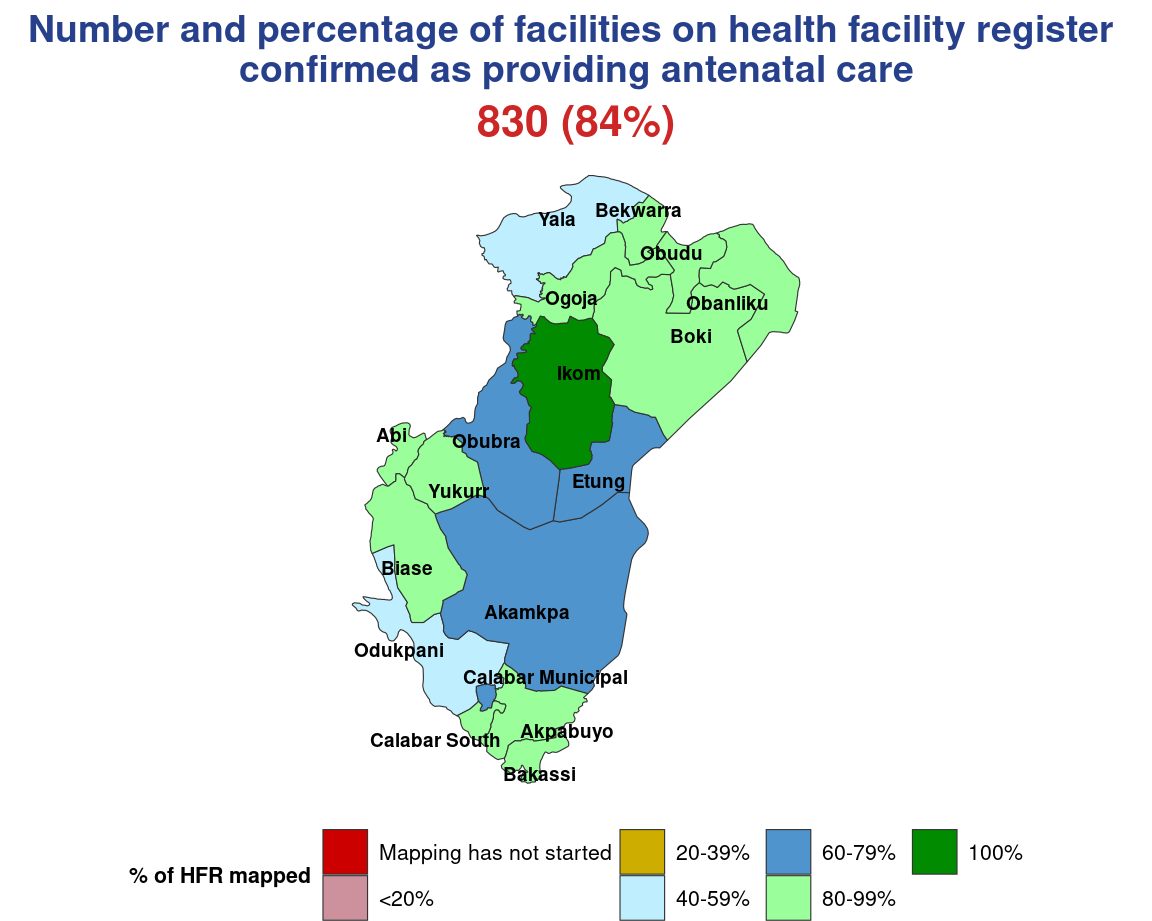 Number and percentage of facilities on health facility register
confirmed as providing antenatal care
830 (84%)
Bekwarra
Yala
Obudu
Ogoja
Obanliku
Boki
Ikom
Abi
Obubra
Etung
Yukurr
Biase
Akamkpa
Odukpani
Calabar Municipal
Akpabuyo
Calabar South
Bakassi
% of HFR mapped
Mapping has not started
<20%
20-39%
40-59%
60-79%
80-99%
100%